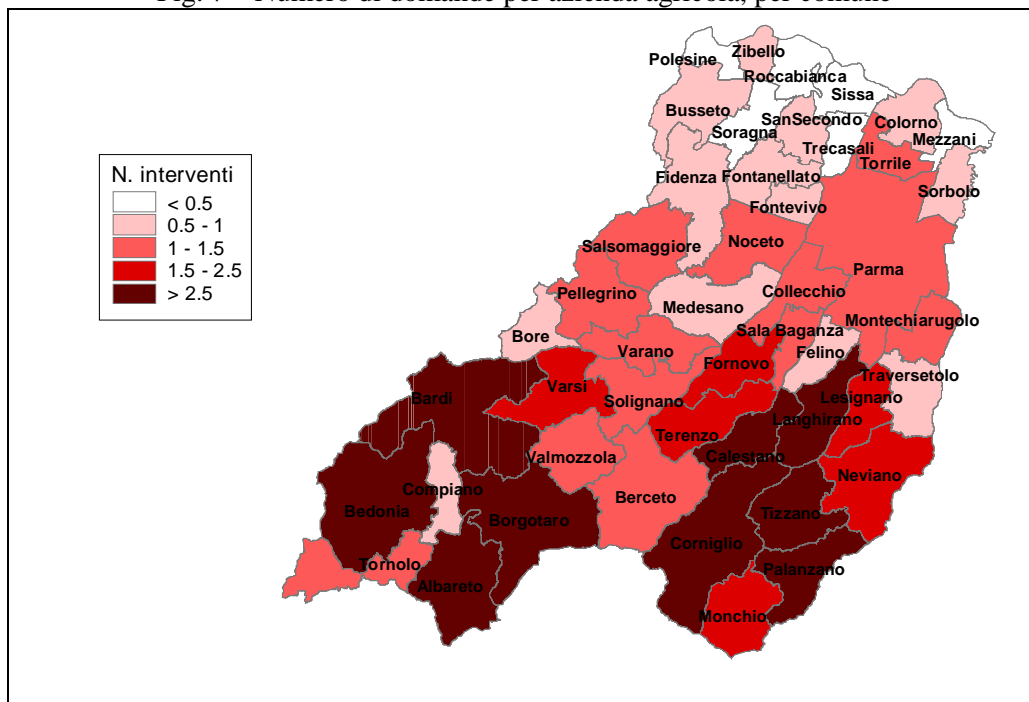 N. interventi
< 0.5
0.5 - 1
1 - 1.5
1.5 - 2.5
> 2.5
Zibello
Polesine
Roccabianca
Sissa
Busseto
SanSecondo
Colorno
Soragna
Mezzani
Trecasali
Torrile
Fidenza
Fontanellato
Sorbolo
Fontevivo
Salsomaggiore
Noceto
Parma
Pellegrino
Collecchio
Medesano
Montechiarugolo
Bore
Sala Baganza
Varano
Felino
Fornovo
Traversetolo
Bardi
Varsi
Lesignano
Solignano
Langhirano
Terenzo
Valmozzola
Calestano
Neviano
Compiano
Berceto
Bedonia
Borgotaro
Tizzano
Corniglio
Tornolo
Palanzano
Albareto
Monchio